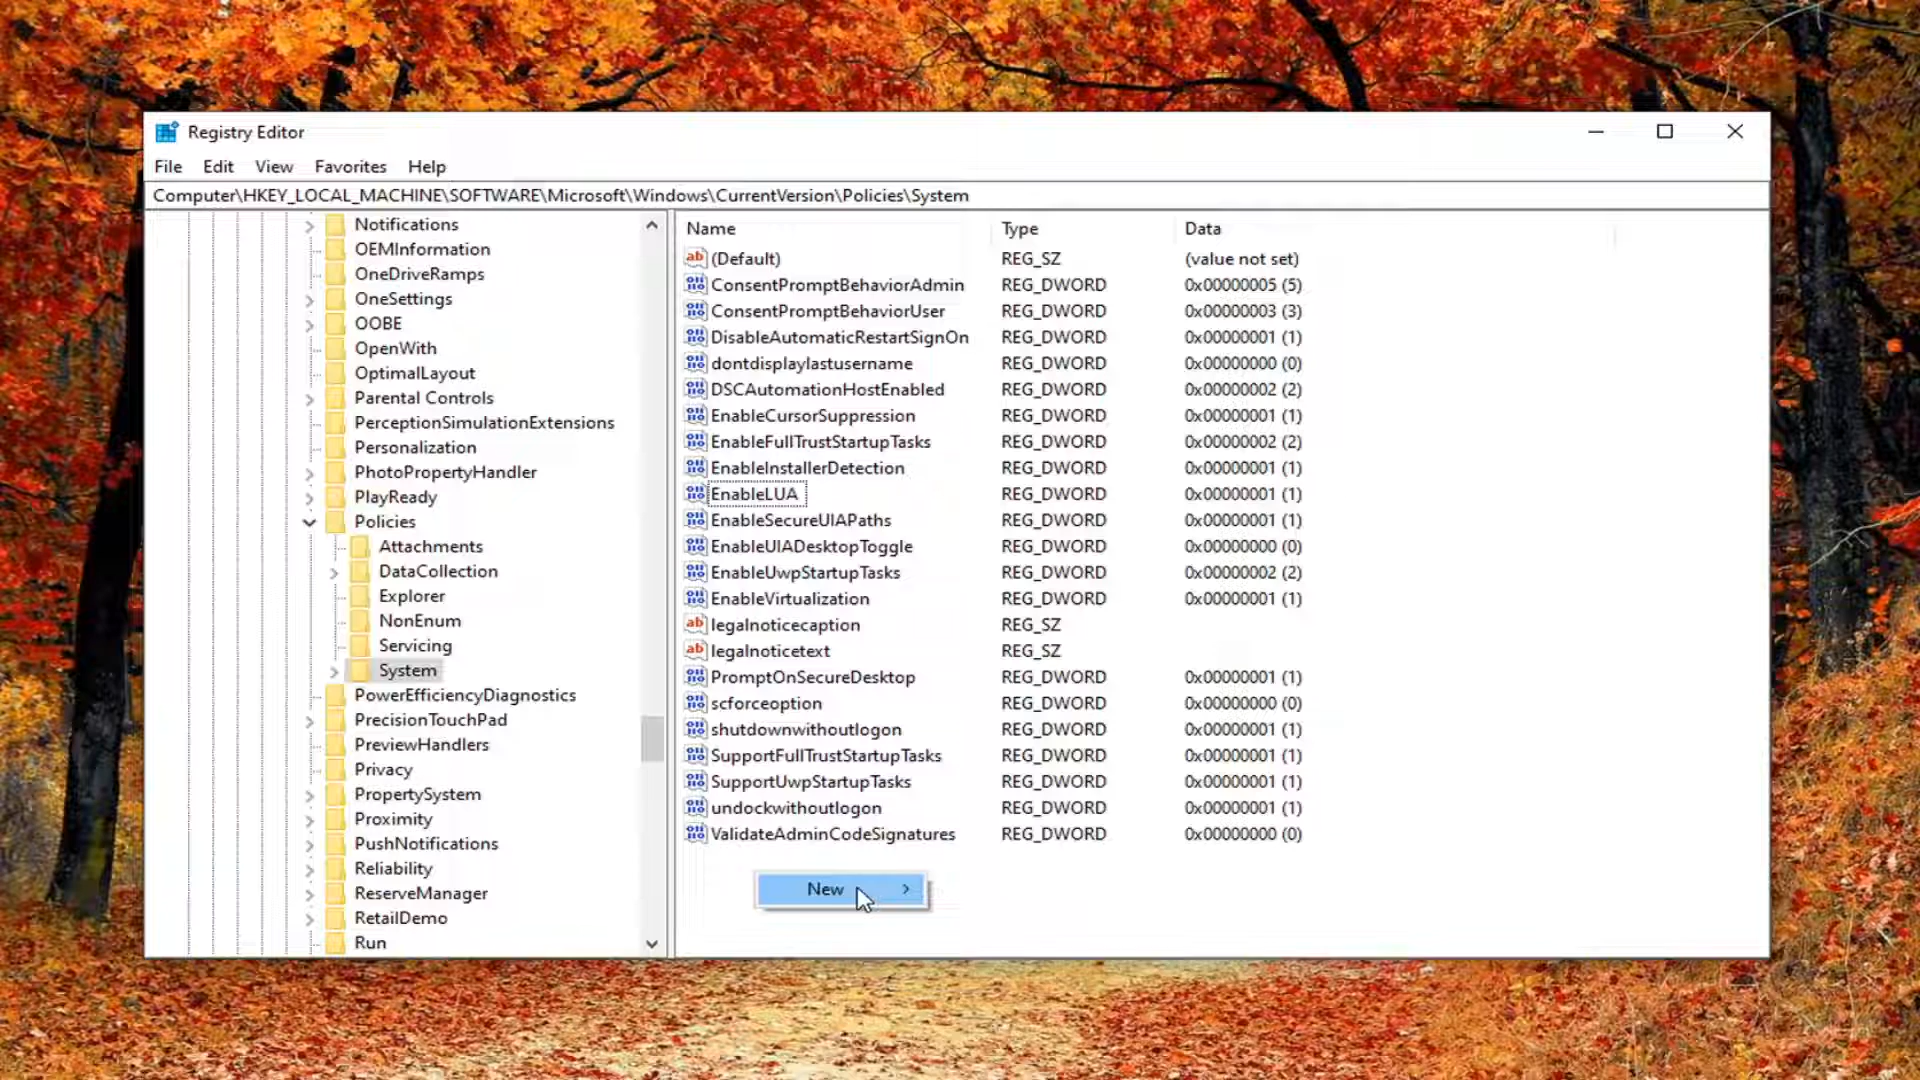 Registry Editor
File Edit View Favorites Help
Computer\HKEY_LOCAL_MACHINE\SOFTWARE\Microsoft\Windows\CurrentVersion\Policies\System
Notifications
OEMInformation
OneDriveRamps
OneSettings
OOBE
OpenWith
OptimalLayout
Parental Controls
PerceptionSimulationExtensions
Personalization
PhotoPropertyHandler
PlayReady
Policies
Attachments
DataCollection
Explorer
NonEnum
Servicing
System
PowerEfficiencyDiagnostics
PrecisionTouchPad
PreviewHandlers
Privacy
PropertySystem
Proximity
PushNotifications
Reliability
ReserveManager
RetailDemo
Run
Name Type Data
(Default) REG_SZ (value not set)
ConsentPromptBehaviorAdmin REG_DWORD 0x00000005 (5)
ConsentPromptBehaviorUser REG_DWORD 0x00000003 (3)
DisableAutomaticRestartSignOn REG_DWORD 0x00000001 (1)
dontdisplaylastusername REG_DWORD 0x00000000 (0)
DSCAutomationHostEnabled REG_DWORD 0x00000002 (2)
EnableCursorSuppression REG_DWORD 0x00000001 (1)
EnableFullTrustStartupTasks REG_DWORD 0x00000002 (2)
EnableInstallerDetection REG_DWORD 0x00000001 (1)
EnableLUA REG_DWORD 0x00000001 (1)
EnableSecureUIAPaths REG_DWORD 0x00000001 (1)
EnableUIADesktopToggle REG_DWORD 0x00000000 (0)
EnableUwpStartupTasks REG_DWORD 0x00000002 (2)
EnableVirtualization REG_DWORD 0x00000001 (1)
legalnoticecaption REG_SZ
legalnoticetext REG_SZ
PromptOnSecureDesktop REG_DWORD 0x00000001 (1)
scforceoption REG_DWORD 0x00000000 (0)
shutdownwithoutlogon REG_DWORD 0x00000001 (1)
SupportFullTrustStartupTasks REG_DWORD 0x00000001 (1)
SupportUwpStartupTasks REG_DWORD 0x00000001 (1)
undockwithoutlogon REG_DWORD 0x00000001 (1)
ValidateAdminCodeSignatures REG_DWORD 0x00000000 (0)
New